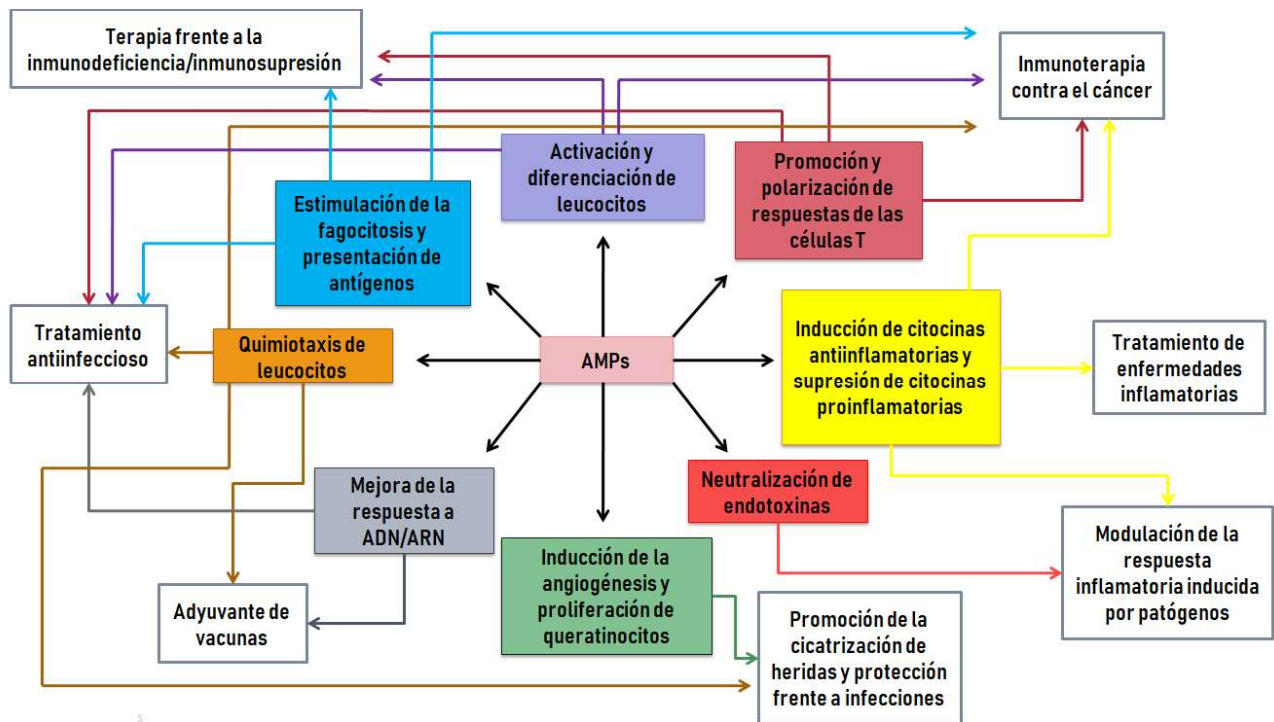 Terapia frente a la
inmunodeficiencia/inmunosupresión
Inmunoterapia
contra el cáncer
Activación y
diferenciación de
leucocitos
Promoción y
polarización de
respuestas de las
células T
Estimulación de la
fagocitosis y
presentación de
antígenos
Tratamiento
antiinfeccioso
Quimiotaxis de
leucocitos
AMPs
Inducción de citocinas
antiinflamatorias y
supresión de citocinas
proinflamatorias
Tratamiento de
enfermedades
inflamatorias
Mejora de la
respuesta a
ADN/ARN
Neutralización de
endotoxinas
Inducción de la
angiogénesis y
proliferación de
queratinocitos
Modulación de la
respuesta
inflamatoria inducida
por patógenos
Adyuvante de
vacunas
Promoción de la
cicatrización de
heridas y protección
frente a infecciones
s